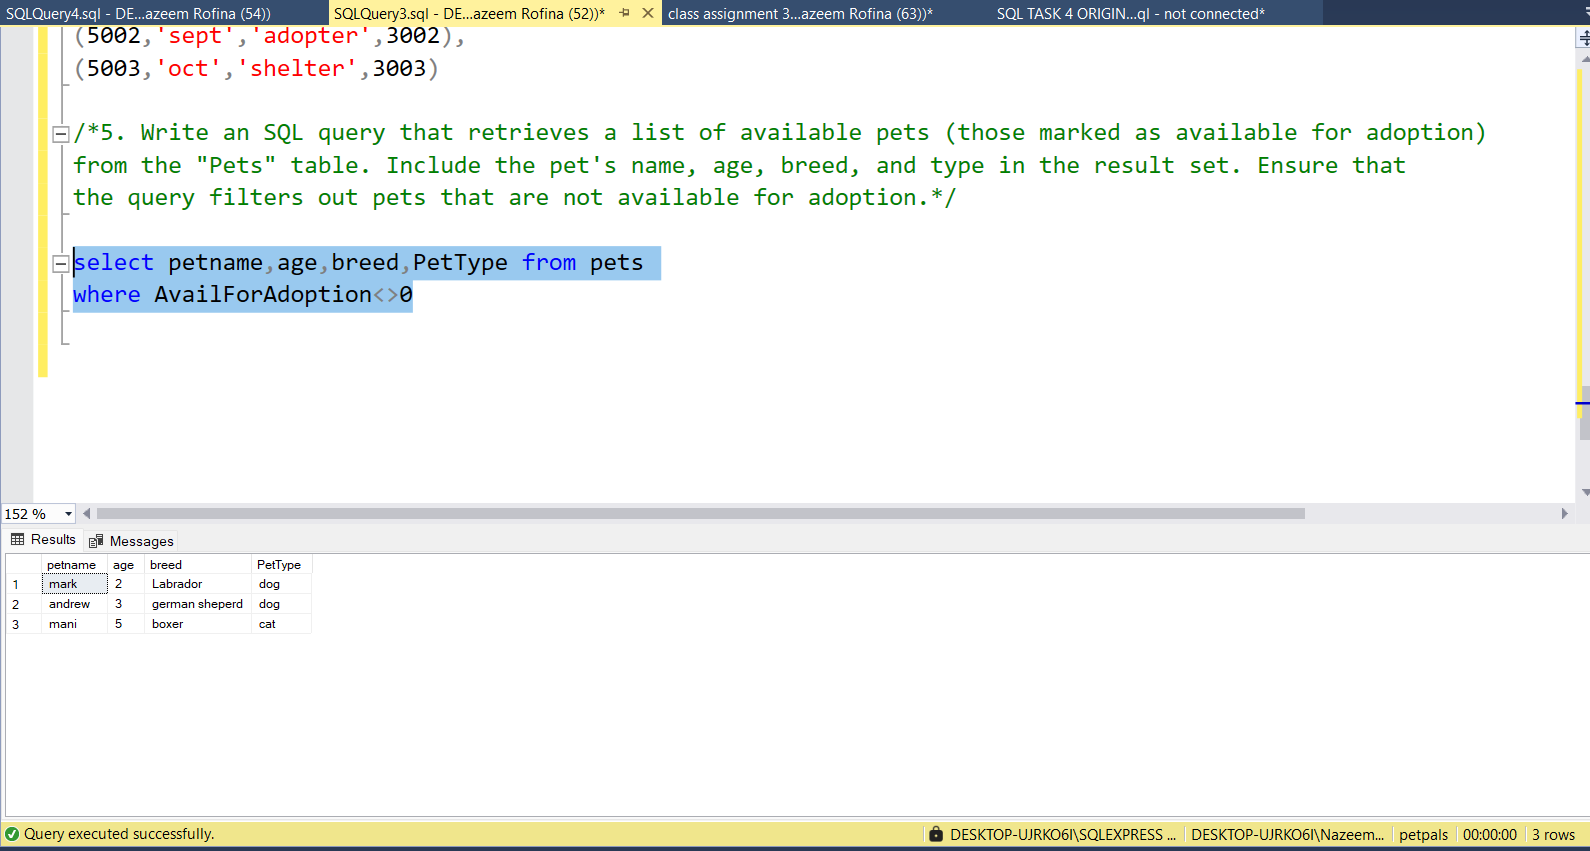 SQLQuery4.sql - DE...azeem Rofina (54))
SQLQuery3.sql - DE...azeem Rofina (52))*
class assignment 3...azeem Rofina (63))*
SQL TASK 4 ORIGIN...ql - not connected*
(5002,'sept','adopter',3002),
(5003,'oct','shelter',3003)
/*5. Write an SQL query that retrieves a list of available pets (those marked as available for adoption)
from the "Pets" table. Include the pet's name, age, breed, and type in the result set. Ensure that
the query filters out pets that are not available for adoption.*/
select petname,age,breed,PetType from pets
where AvailForAdoption<>0
152 %
Results Messages
petname age breed PetType
1 mark 2 Labrador dog
2 andrew 3 german sheperd dog
3 mani 5 boxer cat
Query executed successfully.
DESKTOP-UJRKO6I\SQLEXPRESS ...
DESKTOP-UJRKO6I\Nazeem...
petpals
00:00:00
3 rows